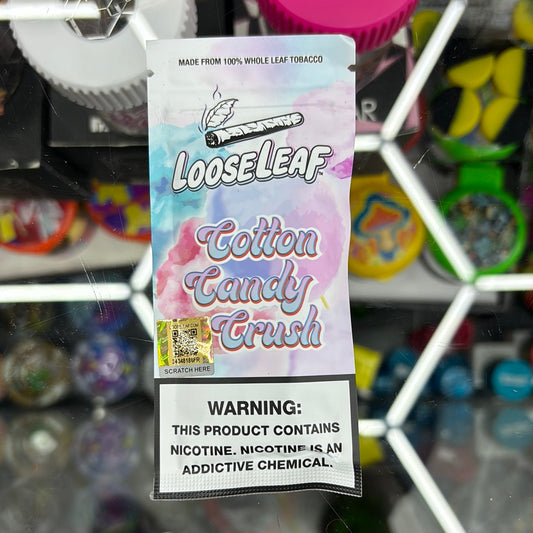 MADE FROM 100% WHOLE LEAF TOBACCO
LOOSELEAF
Cotton
Candy
Crush
SCRATCH HERE
WARNING:
THIS PRODUCT CONTAINS
NICOTINE. NICOTINE IS AN
ADDICTIVE CHEMICAL.